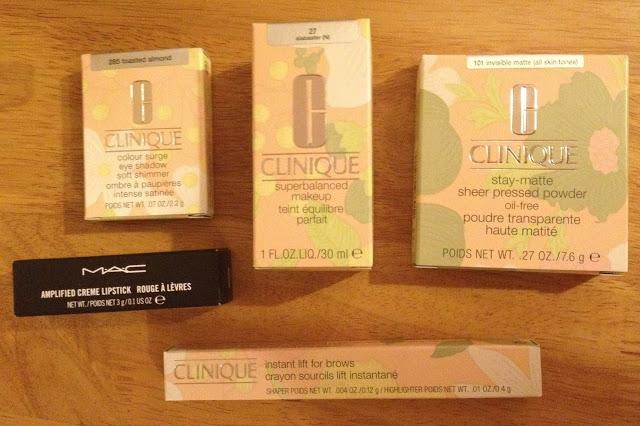 285 toasted almond
CLINIQUE
colour surge
eye shadow
soft shimmer
ombre à paupières
intense satinée
POIDS NET WT. .07 OZ/2.2 g
27
alabaster (N)
CLINIQUE
superbalanced
makeup
teint équilibre
parfait
1 FL.OZ.LIQ./30 ml e
101 invisible matte (all skin tones)
CLINIQUE
stay-matte
sheer pressed powder
oil-free
poudre transparente
haute matité
POIDS NET WT. .27 OZ/7.6 g e
MAC
AMPLIFIED CREME LIPSTICK ROUGE À LÈVRES
NET WT./POIDS NET 3 g/0.1 US OZ e
CLINIQUE
instant lift for brows
crayon sourcils lift instantané
SHAPER POIDS NET WT. .004 OZ/0.12 g / HIGHLIGHTER POIDS NET WT. .01 OZ/0.4 g